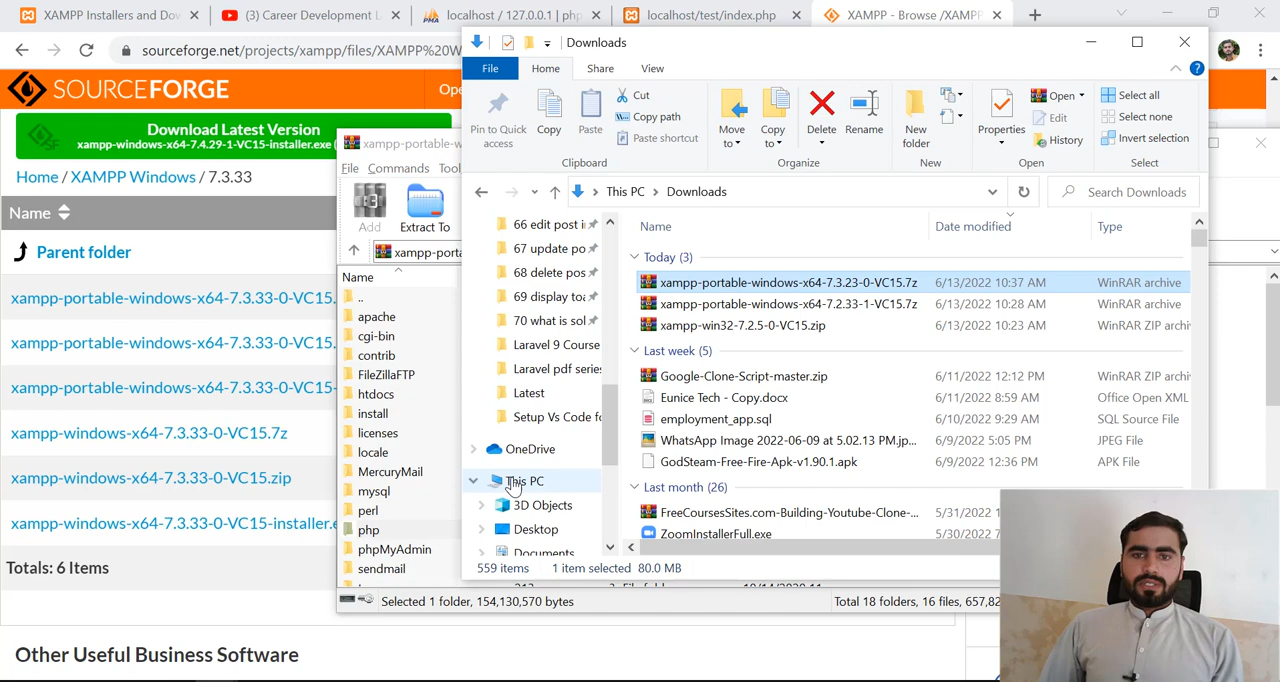 XAMPP Installers and Dow
(3) Career Development L
localhost / 127.0.0.1 | php
localhost/test/index.php
XAMPP - Browse /XAMPP
sourceforge.net/projects/xampp/files/XAMPP%20W
SOURCEFORGE
Ope
Download Latest Version
xampp-windows-x64-7.4.29-1-VC15-installer.exe (
Home / XAMPP Windows / 7.3.33
Name
Parent folder
xampp-portable-windows-x64-7.3.33-0-VC15.
xampp-portable-windows-x64-7.3.33-0-VC15.
xampp-portable-windows-x64-7.3.33-0-VC15-
xampp-windows-x64-7.3.33-0-VC15.7z
xampp-windows-x64-7.3.33-0-VC15.zip
xampp-windows-x64-7.3.33-0-VC15-installer.e
Totals: 6 Items
Other Useful Business Software
xampp-portable-w
File Commands Tool
Add
Extract To
xampp-porta
Name
..
apache
cgi-bin
contrib
FileZillaFTP
htdocs
install
licenses
locale
MercuryMail
mysql
perl
php
phpMyAdmin
sendmail
Selected 1 folder, 154,130,570 bytes
Total 18 folders, 16 files, 657,82
Downloads
File
Home
Share
View
Pin to Quick access
Copy
Paste
Cut
Copy path
Paste shortcut
Clipboard
Move to
Copy to
Delete
Rename
Organize
New folder
New
Properties
Open
Edit
History
Open
Select all
Select none
Invert selection
Select
This PC
Downloads
Search Downloads
66 edit post i
67 update po
68 delete pos
69 display toa
70 what is sol
Laravel 9 Course
Laravel pdf series
Latest
Setup Vs Code fo
OneDrive
This PC
3D Objects
Desktop
Documents
Name
Date modified
Type
Today (3)
xampp-portable-windows-x64-7.3.23-0-VC15.7z
6/13/2022 10:37 AM
WinRAR archive
xampp-portable-windows-x64-7.2.33-1-VC15.7z
6/13/2022 10:28 AM
WinRAR archive
xampp-win32-7.2.5-0-VC15.zip
6/13/2022 10:23 AM
WinRAR ZIP archi
Last week (5)
Google-Clone-Script-master.zip
6/11/2022 12:12 PM
WinRAR ZIP archi
Eunice Tech - Copy.docx
6/11/2022 8:59 AM
Office Open XML
employment_app.sql
6/10/2022 9:29 AM
SQL Source File
WhatsApp Image 2022-06-09 at 5.02.13 PM.jp...
6/9/2022 5:05 PM
JPEG File
GodSteam-Free-Fire-Apk-v1.90.1.apk
6/9/2022 12:36 PM
APK File
Last month (26)
FreeCoursesSites.com-Building-Youtube-Clone-...
5/31/2022
ZoomInstallerFull.exe
5/30/2022
559 items
1 item selected 80.0 MB